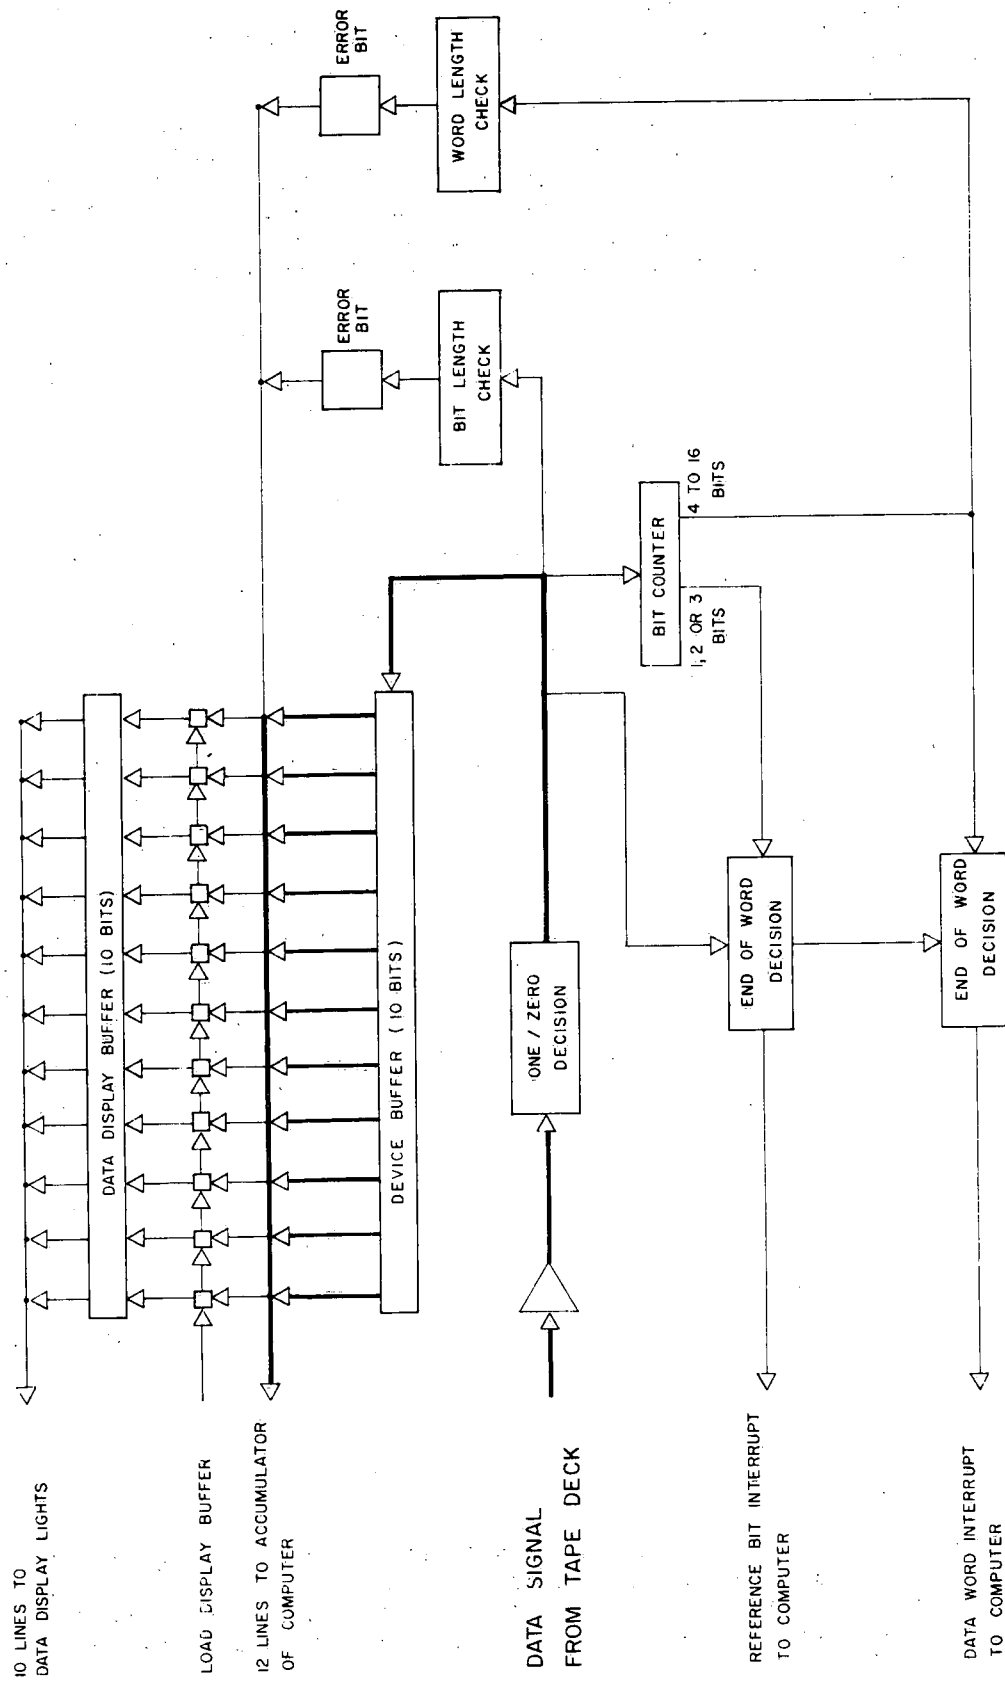 10 LINES TO
DATA DISPLAY LIGHTS
LOAD DISPLAY BUFFER
12 LINES TO ACCUMULATOR
OF COMPUTER
DATA SIGNAL
FROM TAPE DECK
REFERENCE BIT INTERRUPT
TO COMPUTER
DATA WORD INTERRUPT
TO COMPUTER
DATA DISPLAY BUFFER (10 BITS)
DEVICE BUFFER (10 BITS)
ONE / ZERO
DECISION
END OF WORD
DECISION
END OF WORD
DECISION
BIT COUNTER
1, 2 OR 3
BITS
4 TO 16
BITS
BIT LENGTH
CHECK
ERROR
BIT
WORD LENGTH
CHECK
ERROR
BIT